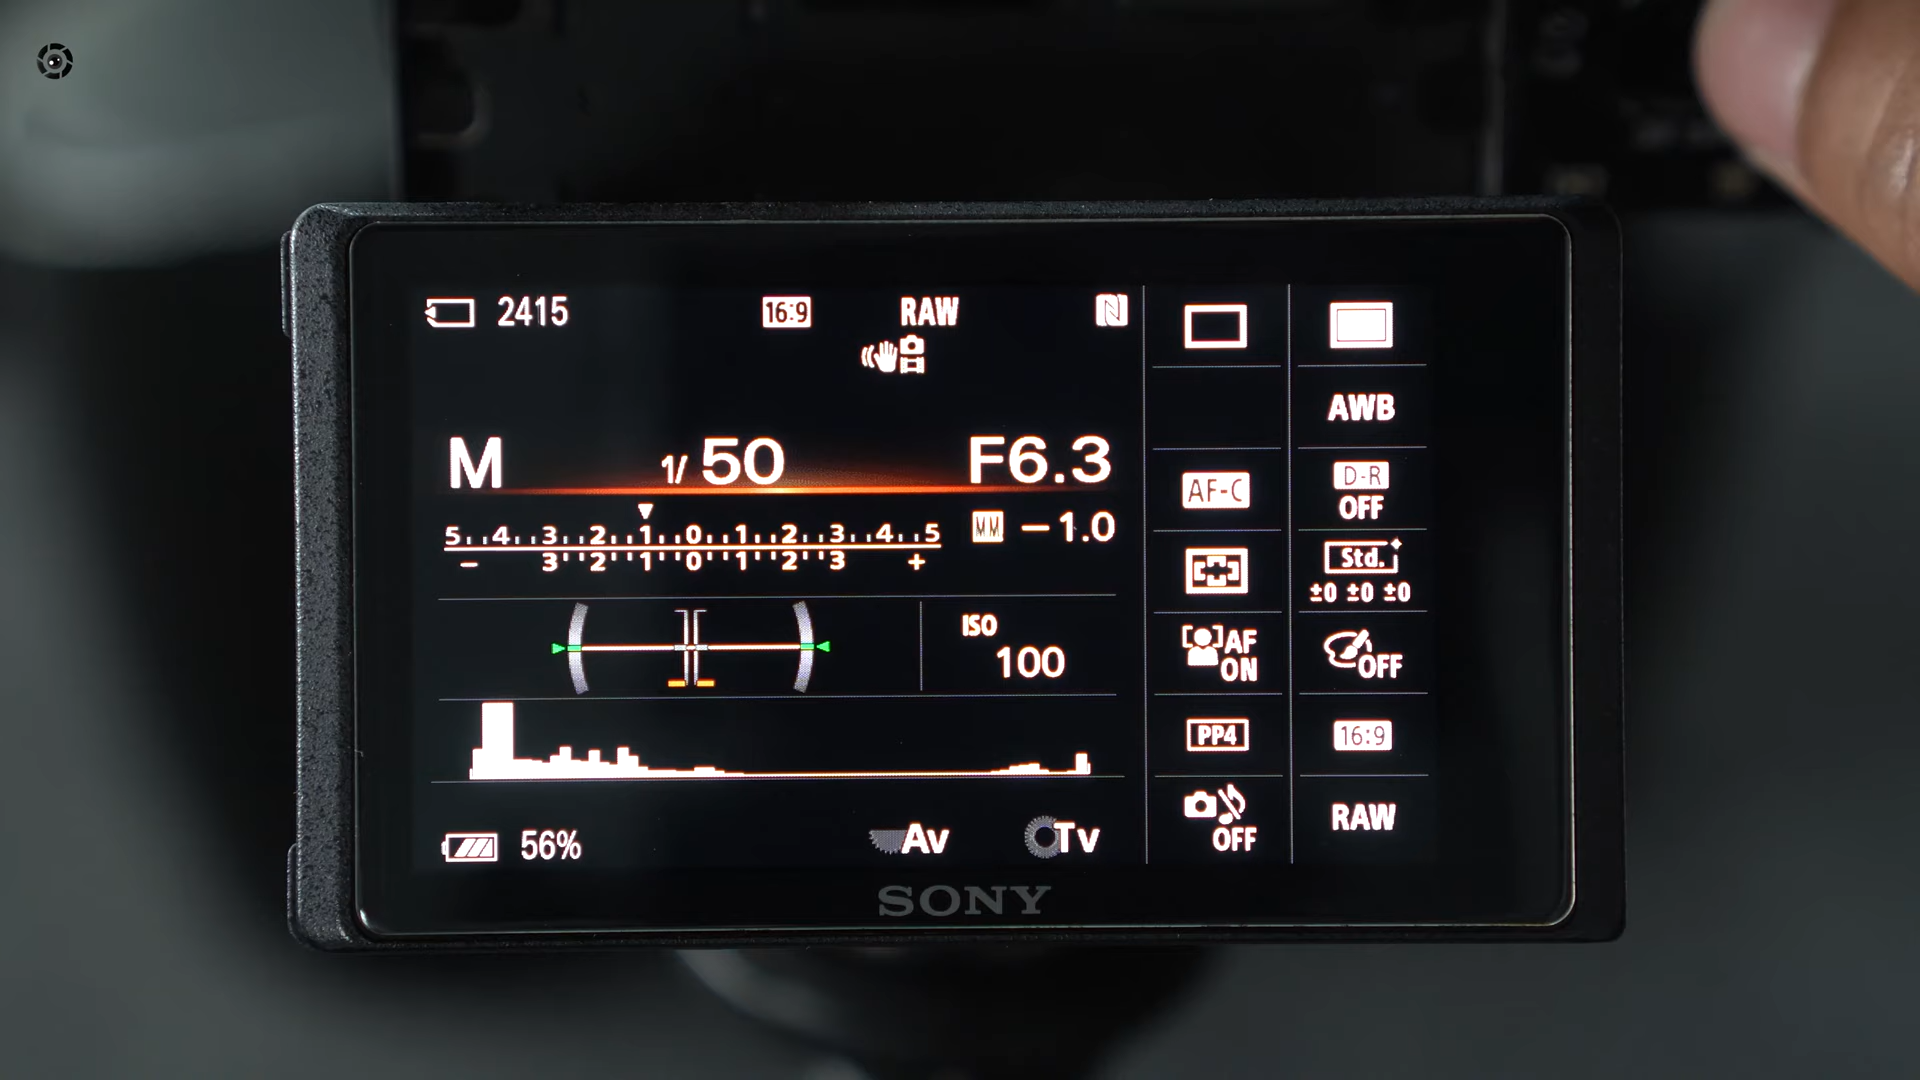 2415 16:9 RAW N
M 1/50 F6.3
5 4 3 2 1 0 1 2 3 4 5
MM −1.0
− 3 2 1 0 1 2 3 +
ISO 100
56% Av Tv
AF-C
AF ON
PP4
OFF
AWB
D-R OFF
Std.
±0 ±0 ±0
OFF
16:9
RAW
SONY